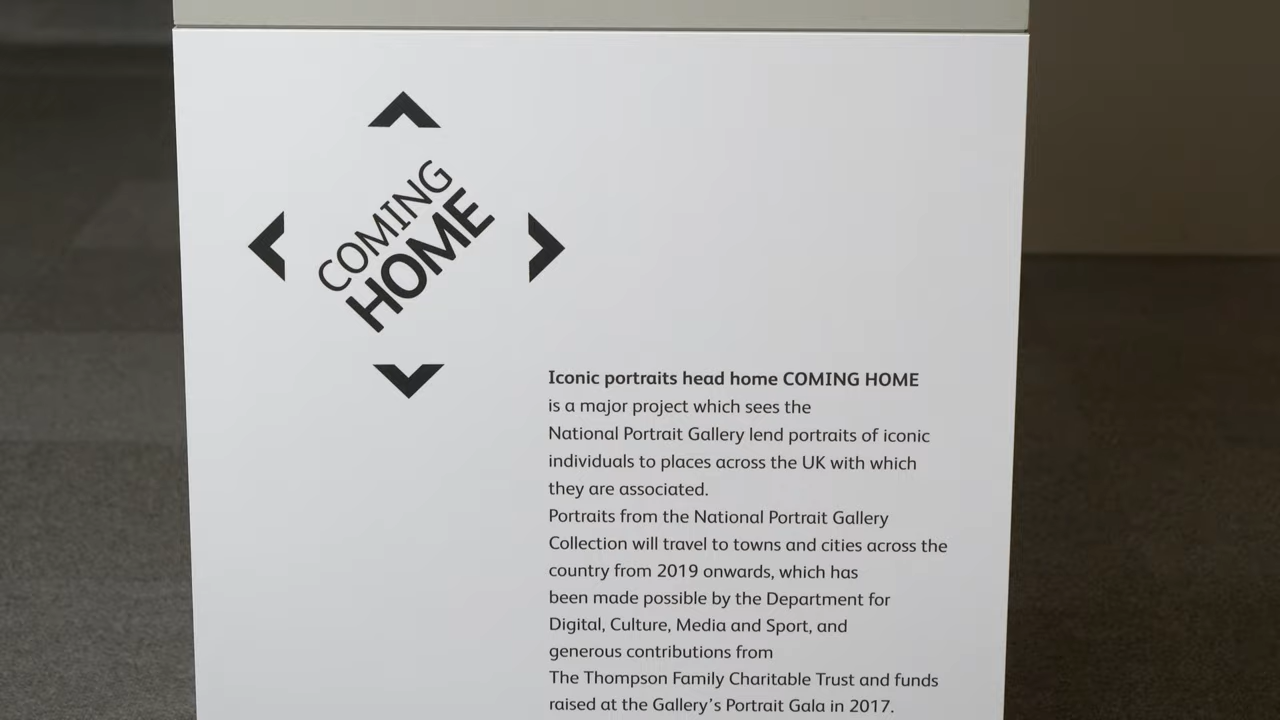 COMING
HOME
Iconic portraits head home COMING HOME
is a major project which sees the
National Portrait Gallery lend portraits of iconic
individuals to places across the UK with which
they are associated.
Portraits from the National Portrait Gallery
Collection will travel to towns and cities across the
country from 2019 onwards, which has
been made possible by the Department for
Digital, Culture, Media and Sport, and
generous contributions from
The Thompson Family Charitable Trust and funds
raised at the Gallery's Portrait Gala in 2017.